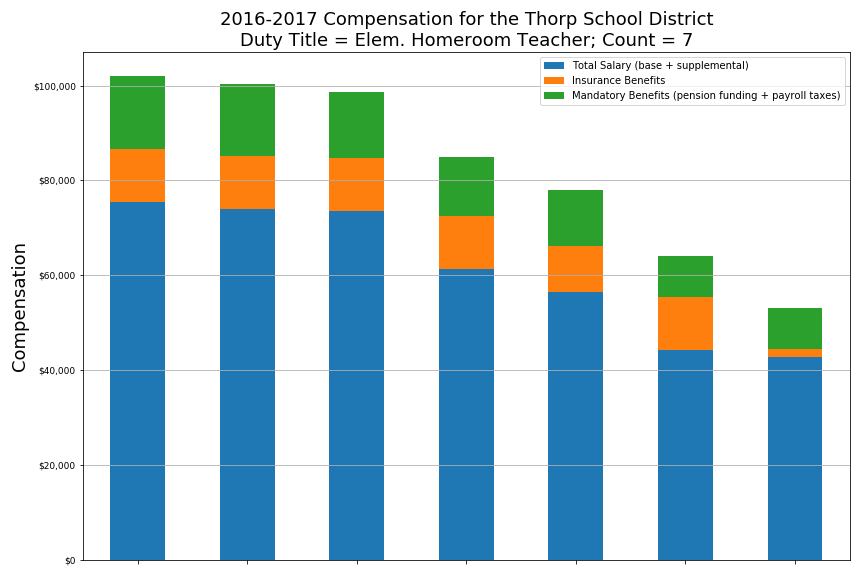 2016-2017 Compensation for the Thorp School District
Duty Title = Elem. Homeroom Teacher; Count = 7
Total Salary (base + supplemental)
Insurance Benefits
Mandatory Benefits (pension funding + payroll taxes)
$100,000
$80,000
$60,000
$40,000
$20,000
$0
Compensation